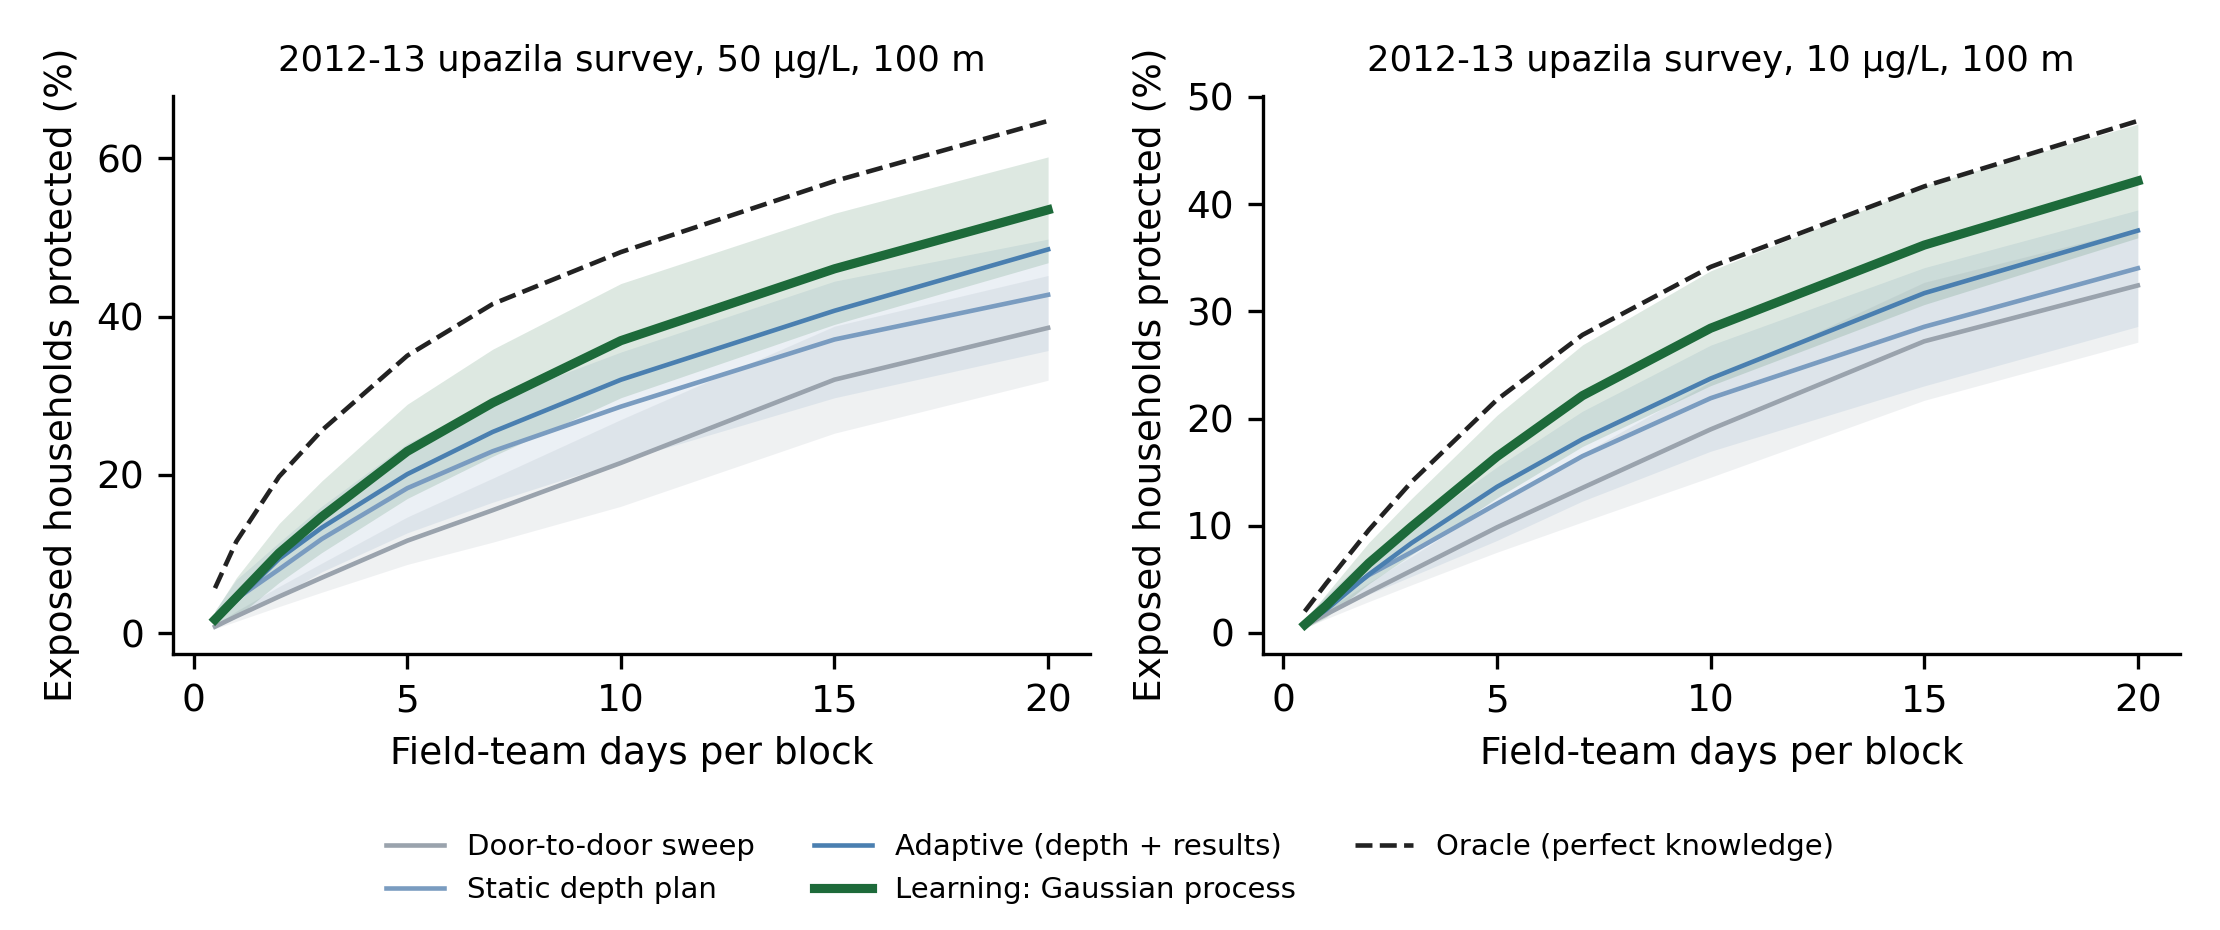 2012-13 upazila survey, 50 µg/L, 100 m
Exposed households protected (%)
60
40
20
0
0 5 10 15 20
Field-team days per block
2012-13 upazila survey, 10 µg/L, 100 m
Exposed households protected (%)
50
40
30
20
10
0
0 5 10 15 20
Field-team days per block
Door-to-door sweep
Static depth plan
Adaptive (depth + results)
Learning: Gaussian process
Oracle (perfect knowledge)